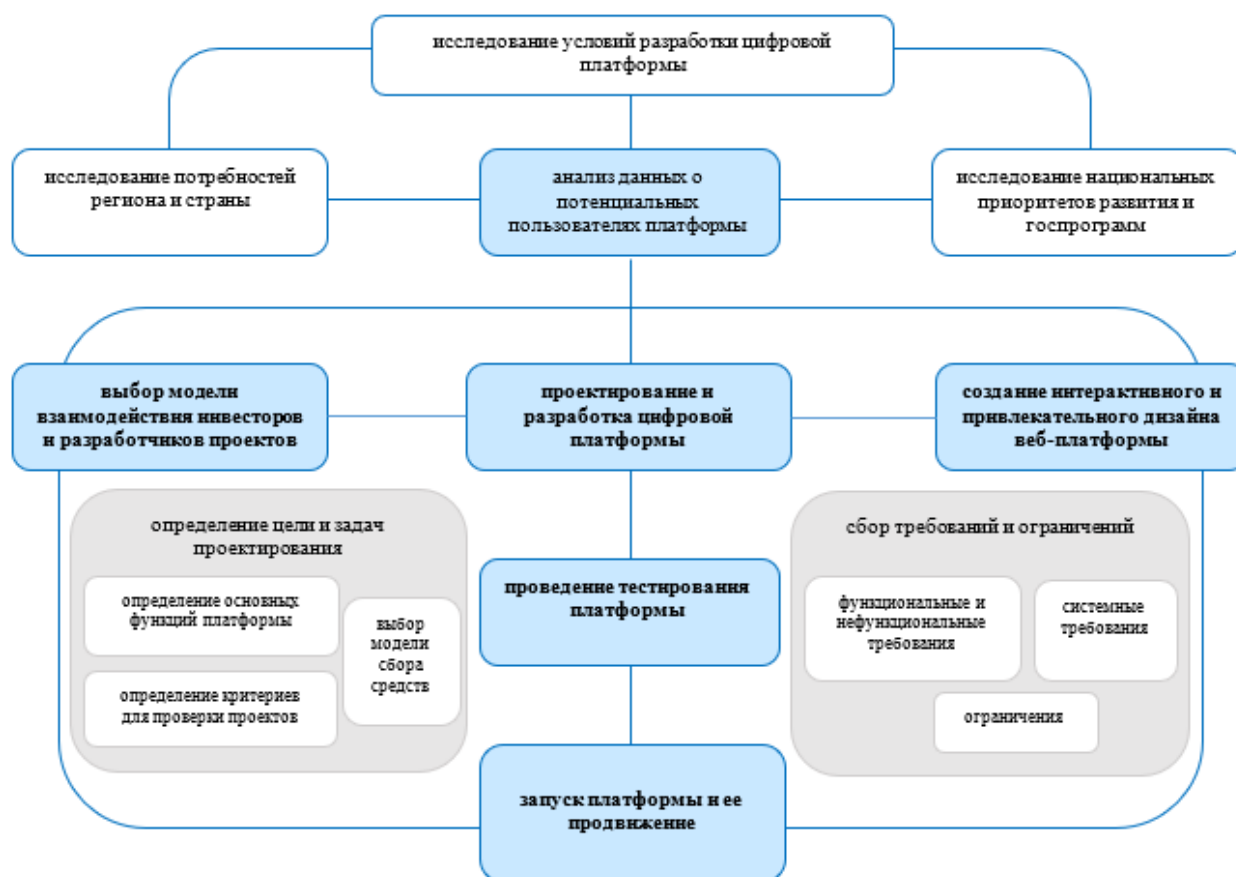 исследование условий разработки цифровой
платформы
исследование потребностей
региона и страны
анализ данных о
потенциальных
пользователях платформы
исследование национальных
приоритетов развития и
госпрограмм
выбор модели
взаимодействия инвесторов
и разработчиков проектов
проектирование и
разработка цифровой
платформы
создание интерактивного и
привлекательного дизайна
веб-платформы
определение цели и задач
проектирования
определение основных
функций платформы
определение критериев
для проверки проектов
выбор
модели
сбора
средств
проведение тестирования
платформы
сбор требований и ограничений
функциональные и
нефункциональные
требования
системные
требования
ограничения
запуск платформы и ее
продвижение